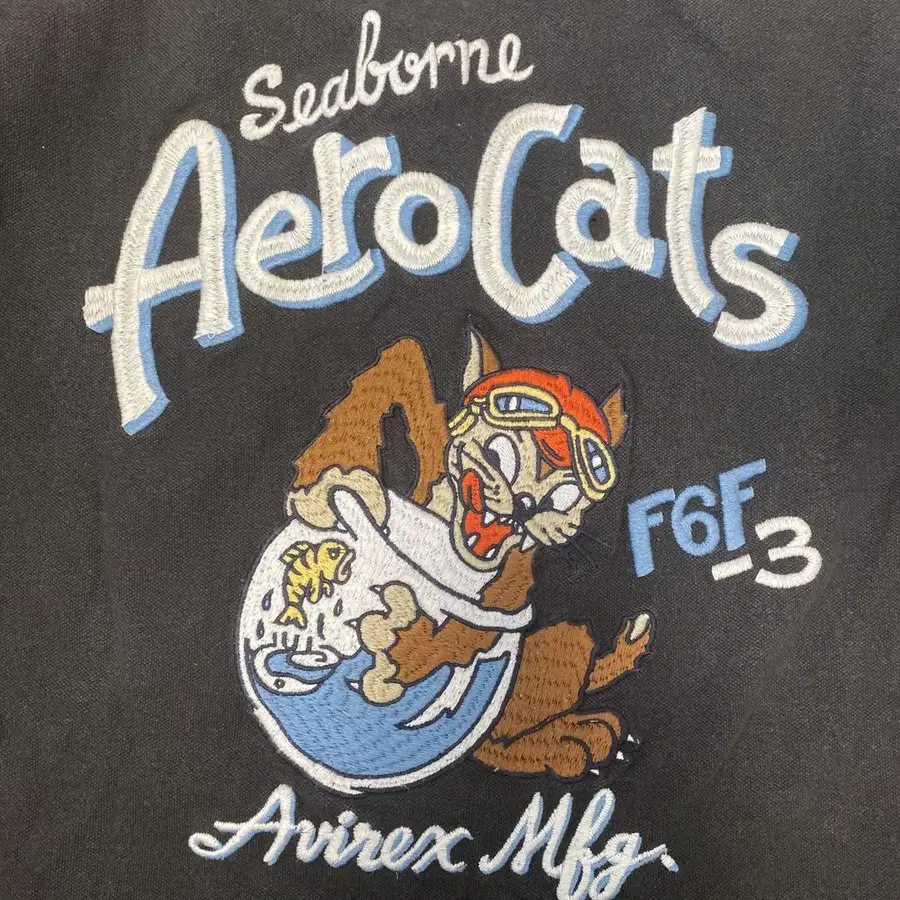 Seaborne
AeroCats
F6F
-3
Avirex Mfg.